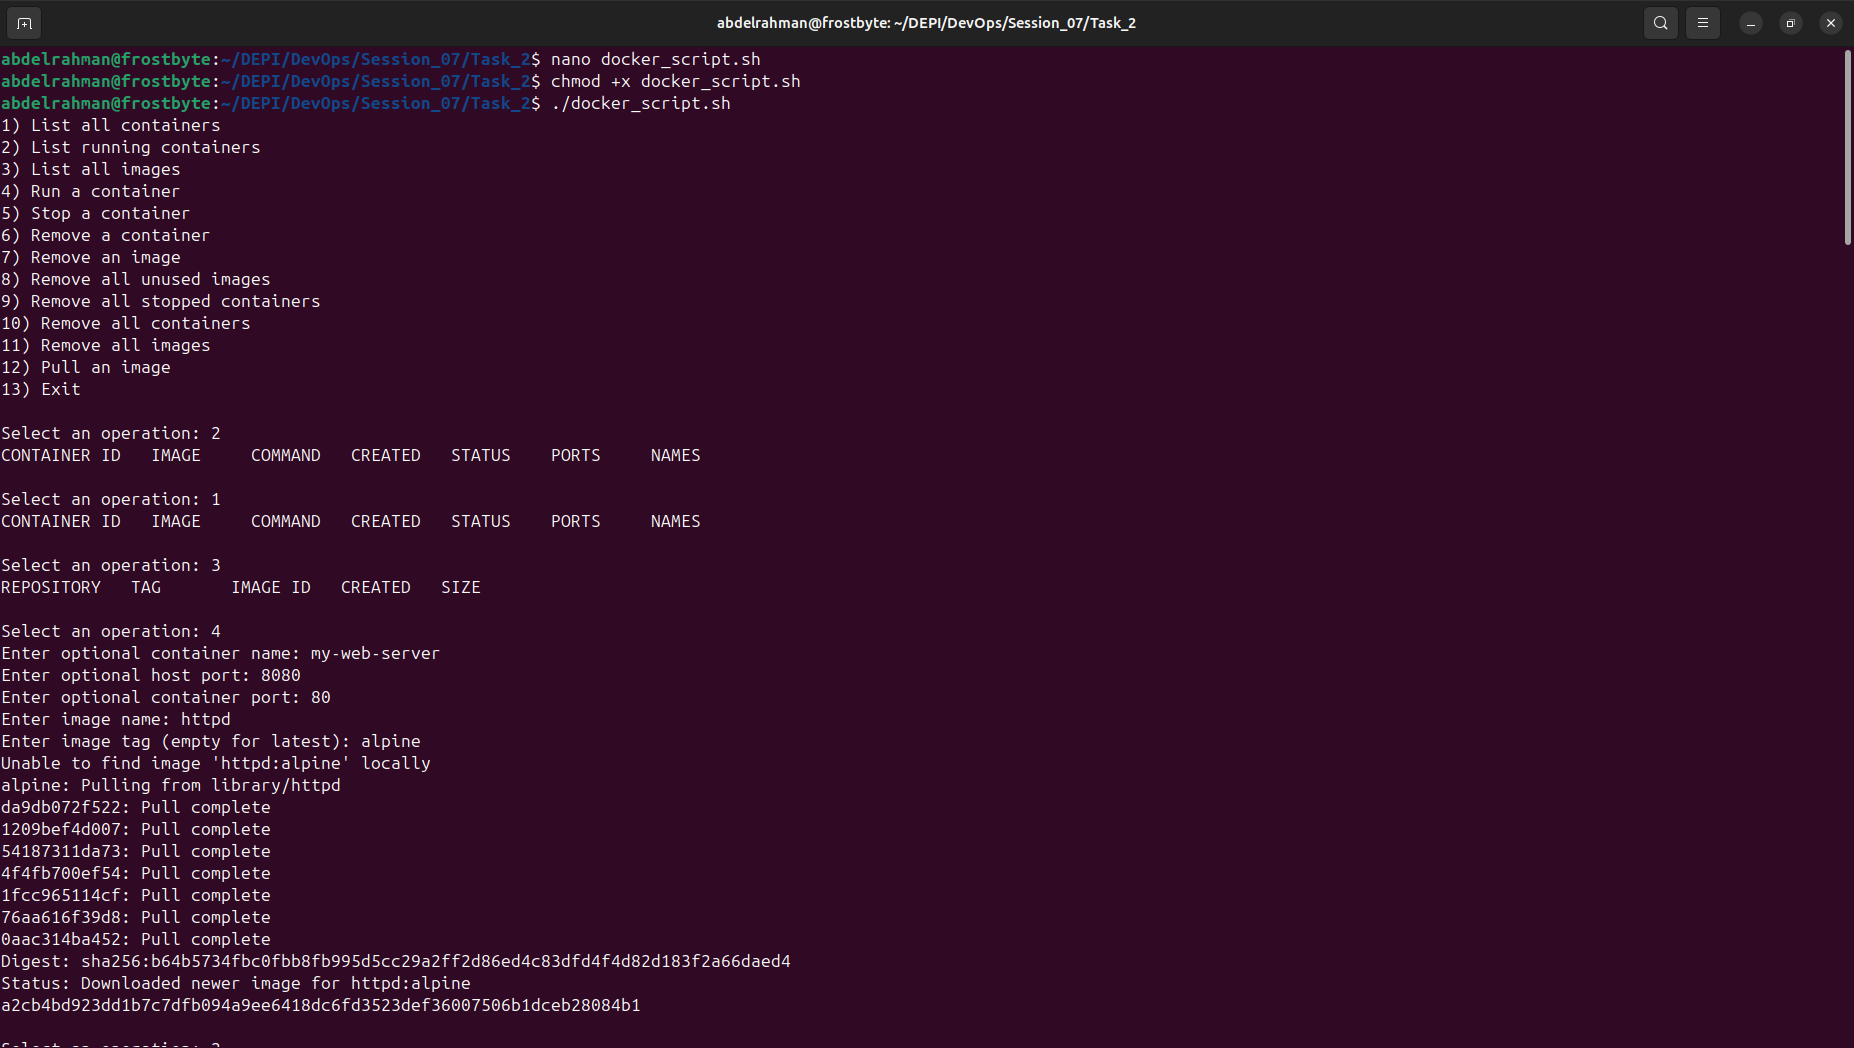 abdelrahman@frostbyte: ~/DEPI/DevOps/Session_07/Task_2
abdelrahman@frostbyte:~/DEPI/DevOps/Session_07/Task_2$ nano docker_script.sh
abdelrahman@frostbyte:~/DEPI/DevOps/Session_07/Task_2$ chmod +x docker_script.sh
abdelrahman@frostbyte:~/DEPI/DevOps/Session_07/Task_2$ ./docker_script.sh
1) List all containers
2) List running containers
3) List all images
4) Run a container
5) Stop a container
6) Remove a container
7) Remove an image
8) Remove all unused images
9) Remove all stopped containers
10) Remove all containers
11) Remove all images
12) Pull an image
13) Exit
Select an operation: 2
CONTAINER ID   IMAGE     COMMAND   CREATED   STATUS    PORTS     NAMES
Select an operation: 1
CONTAINER ID   IMAGE     COMMAND   CREATED   STATUS    PORTS     NAMES
Select an operation: 3
REPOSITORY   TAG       IMAGE ID   CREATED   SIZE
Select an operation: 4
Enter optional container name: my-web-server
Enter optional host port: 8080
Enter optional container port: 80
Enter image name: httpd
Enter image tag (empty for latest): alpine
Unable to find image 'httpd:alpine' locally
alpine: Pulling from library/httpd
da9db072f522: Pull complete
1209bef4d007: Pull complete
54187311da73: Pull complete
4f4fb700ef54: Pull complete
1fcc965114cf: Pull complete
76aa616f39d8: Pull complete
0aac314ba452: Pull complete
Digest: sha256:b64b5734fbc0fbb8fb995d5cc29a2ff2d86ed4c83dfd4f4d82d183f2a66daed4
Status: Downloaded newer image for httpd:alpine
a2cb4bd923dd1b7c7dfb094a9ee6418dc6fd3523def36007506b1dceb28084b1
Select an operation: